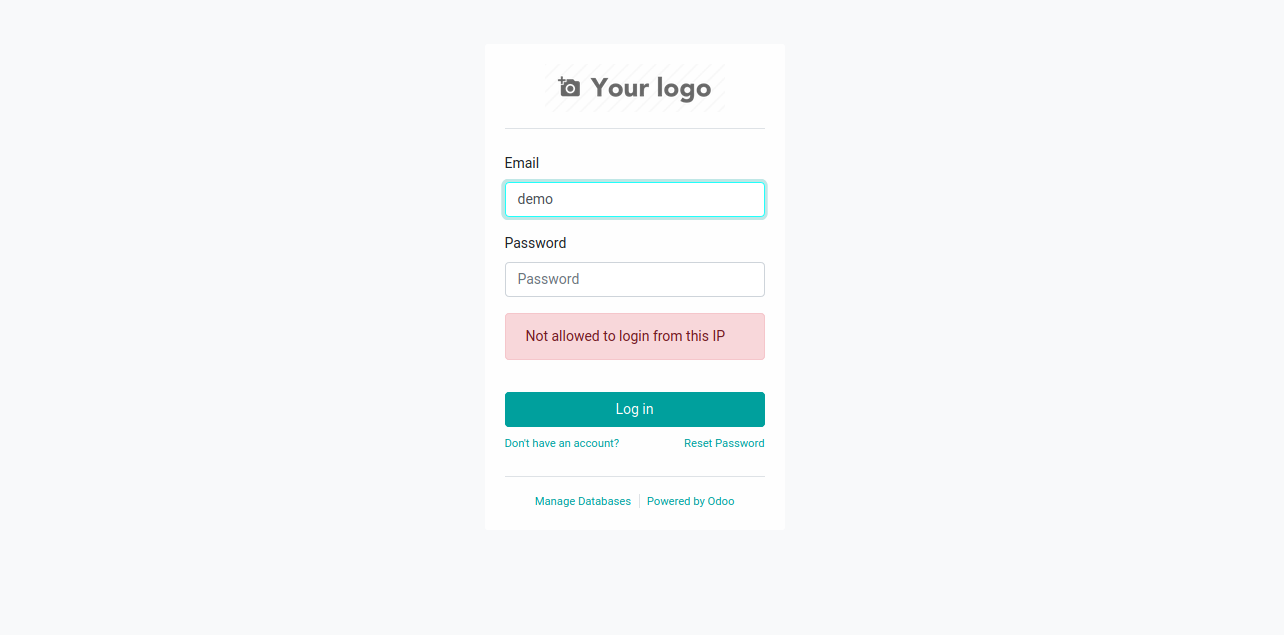 Your logo
Email
demo
Password
Password
Not allowed to login from this IP
Log in
Don't have an account? Reset Password
Manage Databases Powered by Odoo